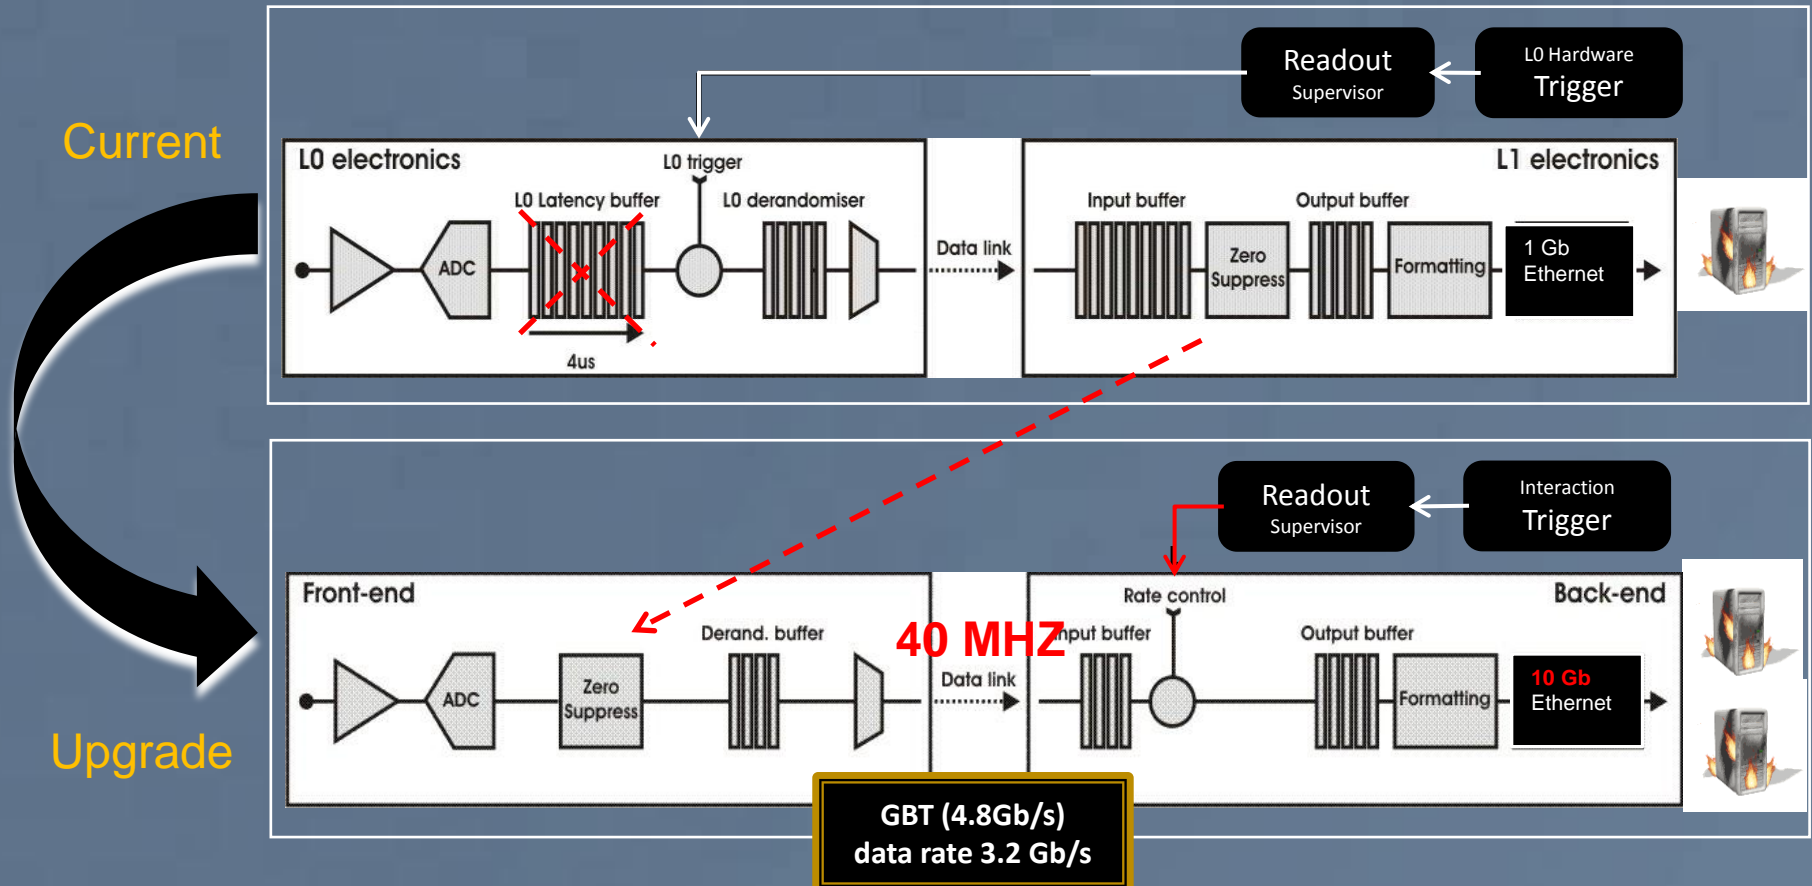 Readout
Supervisor
L0 Hardware
Trigger
Current
L0 electronics
L0 trigger
L0 Latency buffer
L0 derandomiser
ADC
4us
Data link
L1 electronics
Input buffer
Output buffer
Zero
Suppress
Formatting
1 Gb
Ethernet
Readout
Supervisor
Interaction
Trigger
Upgrade
Front-end
Derand. buffer
ADC
Zero
Suppress
40 MHZ
Data link
Back-end
Rate control
Input buffer
Output buffer
Formatting
10 Gb
Ethernet
GBT (4.8Gb/s)
data rate 3.2 Gb/s